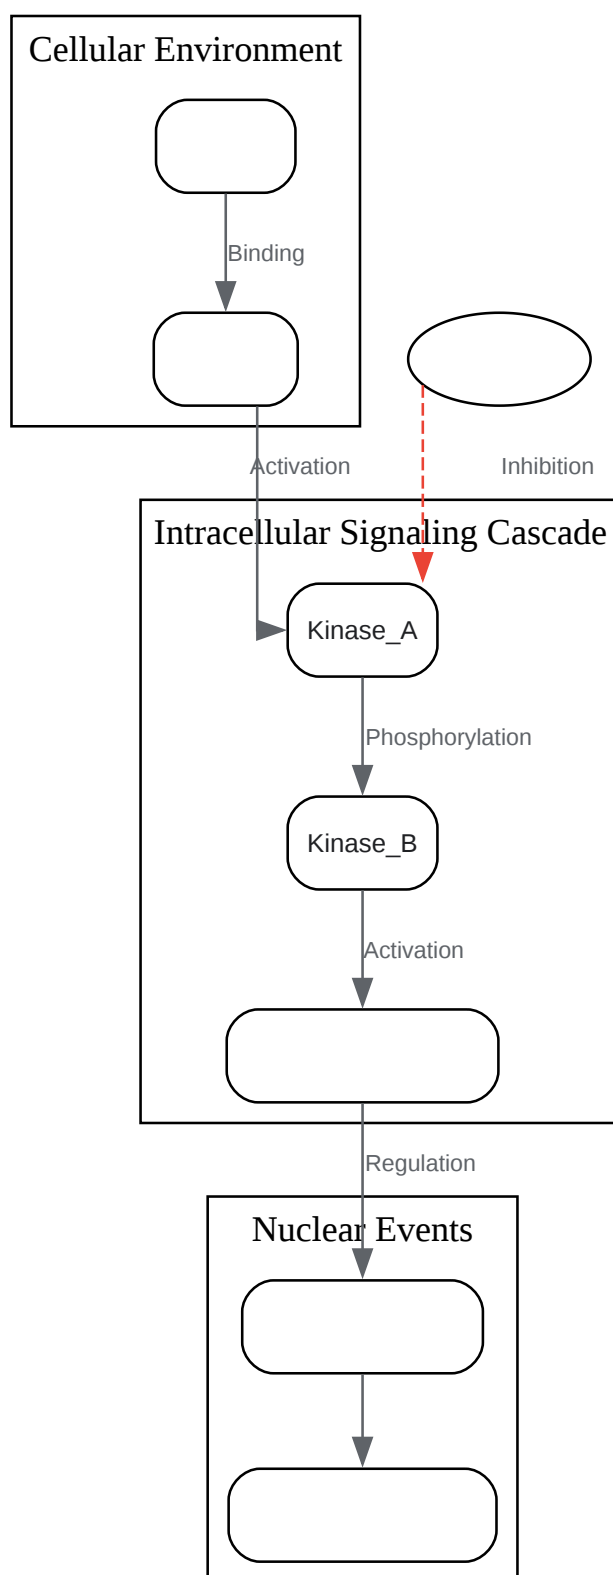 Cellular Environment
Binding
Activation
Inhibition
Intracellular Signaling Cascade
Kinase_A
Phosphorylation
Kinase_B
Activation
Regulation
Nuclear Events